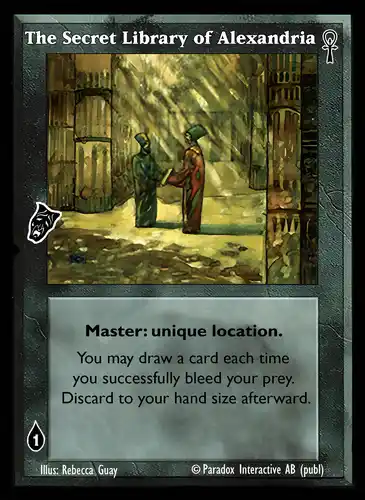 The Secret Library of Alexandria
Master: unique location.
You may draw a card each time
you successfully bleed your prey.
Discard to your hand size afterward.
1
Illus: Rebecca Guay © Paradox Interactive AB (publ)